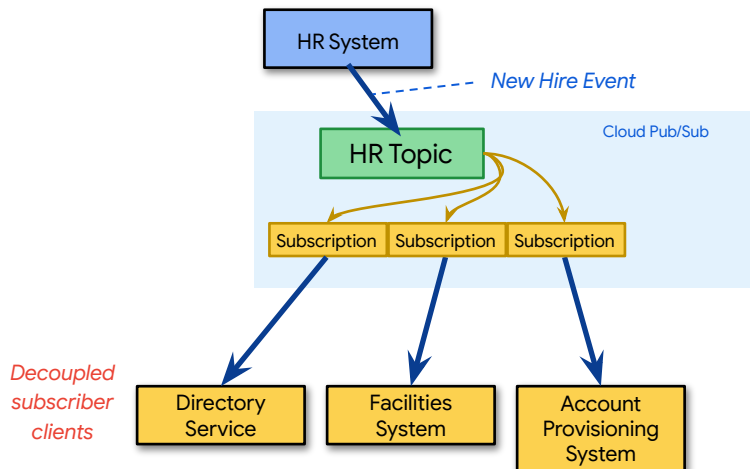 HR System
New Hire Event
Cloud Pub/Sub
HR Topic
Subscription
Subscription
Subscription
Decoupled
subscriber
clients
Directory
Service
Facilities
System
Account
Provisioning
System